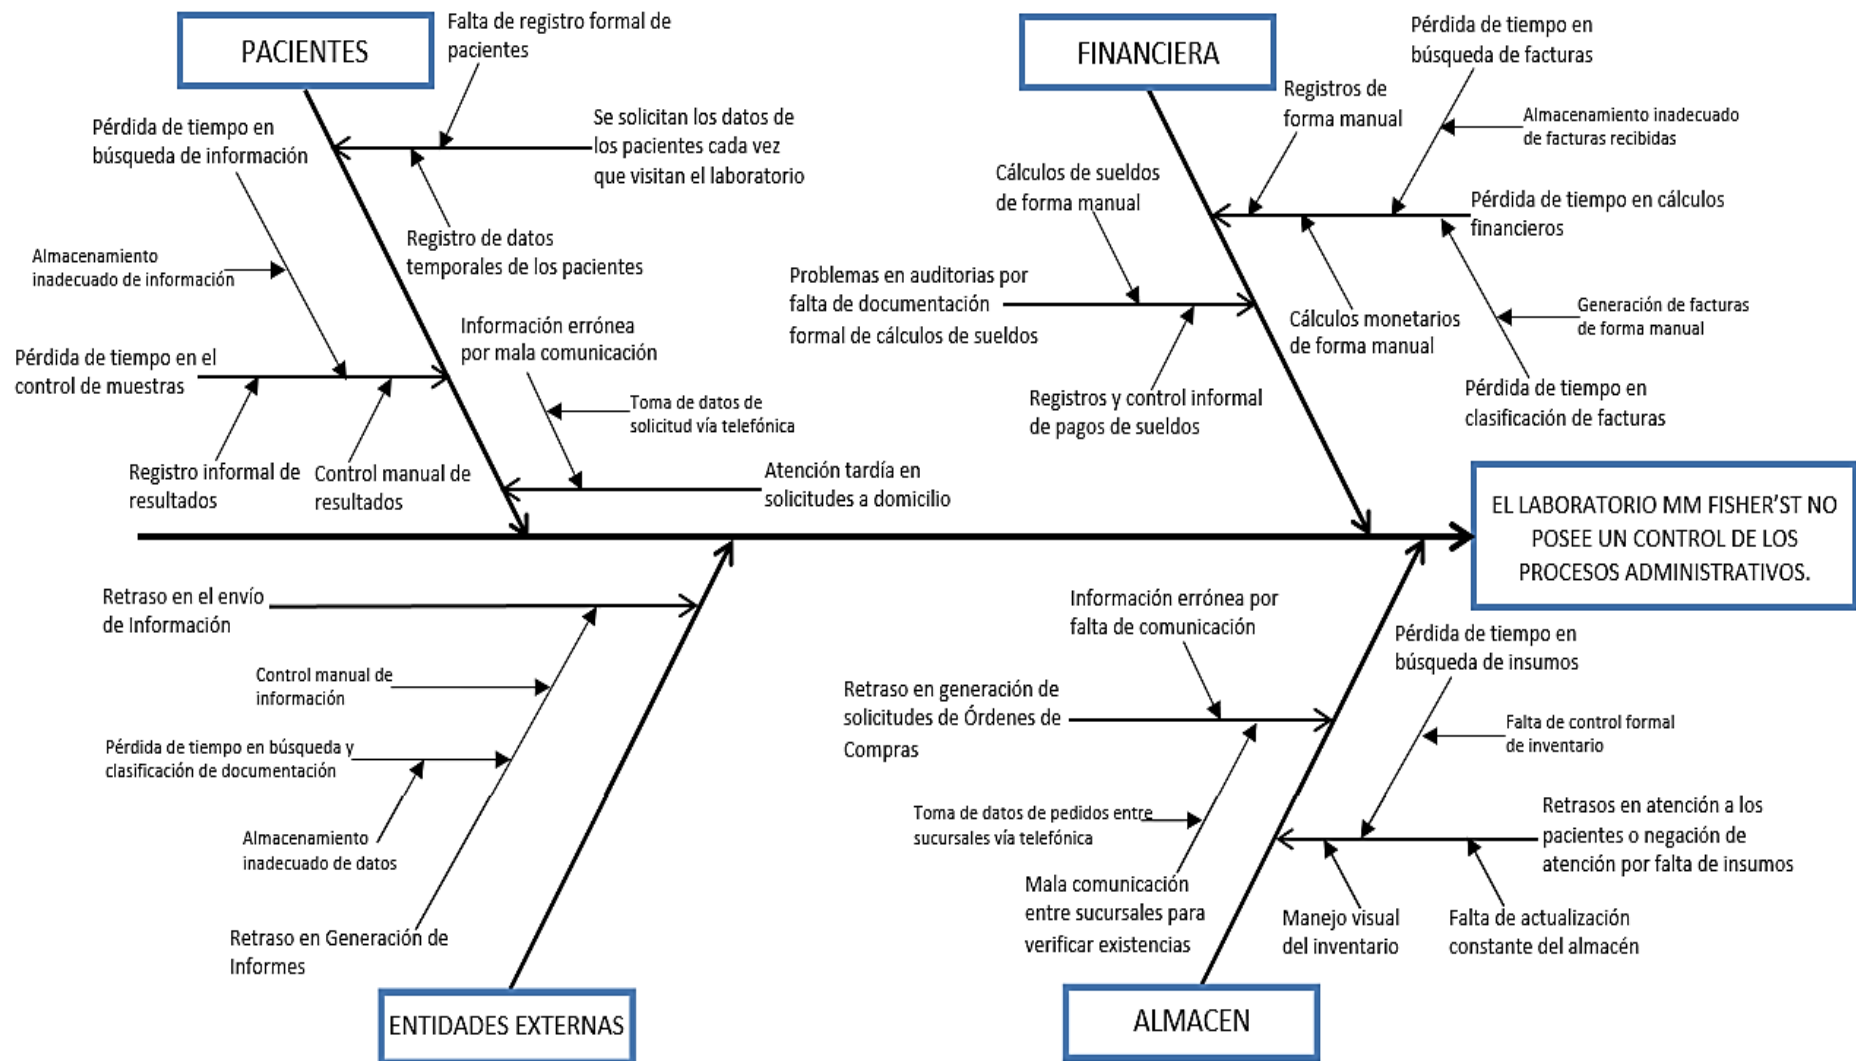 PACIENTES
Falta de registro formal de
pacientes
Pérdida de tiempo en
búsqueda de información
Se solicitan los datos de
los pacientes cada vez
que visitan el laboratorio
Almacenamiento
inadecuado de información
Registro de datos
temporales de los pacientes
Pérdida de tiempo en el
control de muestras
Información errónea
por mala comunicación
Toma de datos de
solicitud vía telefónica
Registro informal de
resultados
Control manual de
resultados
Atención tardía en
solicitudes a domicilio
FINANCIERA
Pérdida de tiempo en
búsqueda de facturas
Registros de
forma manual
Almacenamiento inadecuado
de facturas recibidas
Cálculos de sueldos
de forma manual
Pérdida de tiempo en cálculos
financieros
Problemas en auditorias por
falta de documentación
formal de cálculos de sueldos
Cálculos monetarios
de forma manual
Generación de facturas
de forma manual
Registros y control informal
de pagos de sueldos
Pérdida de tiempo en
clasificación de facturas
EL LABORATORIO MM FISHER'ST NO
POSEE UN CONTROL DE LOS
PROCESOS ADMINISTRATIVOS.
Retraso en el envío
de Información
Control manual de
información
Pérdida de tiempo en búsqueda y
clasificación de documentación
Almacenamiento
inadecuado de datos
Retraso en Generación de
Informes
ENTIDADES EXTERNAS
Información errónea por
falta de comunicación
Pérdida de tiempo en
búsqueda de insumos
Retraso en generación de
solicitudes de Órdenes de
Compras
Falta de control formal
de inventario
Toma de datos de pedidos entre
sucursales vía telefónica
Retrasos en atención a los
pacientes o negación de
atención por falta de insumos
Mala comunicación
entre sucursales para
verificar existencias
Manejo visual
del inventario
Falta de actualización
constante del almacén
ALMACEN